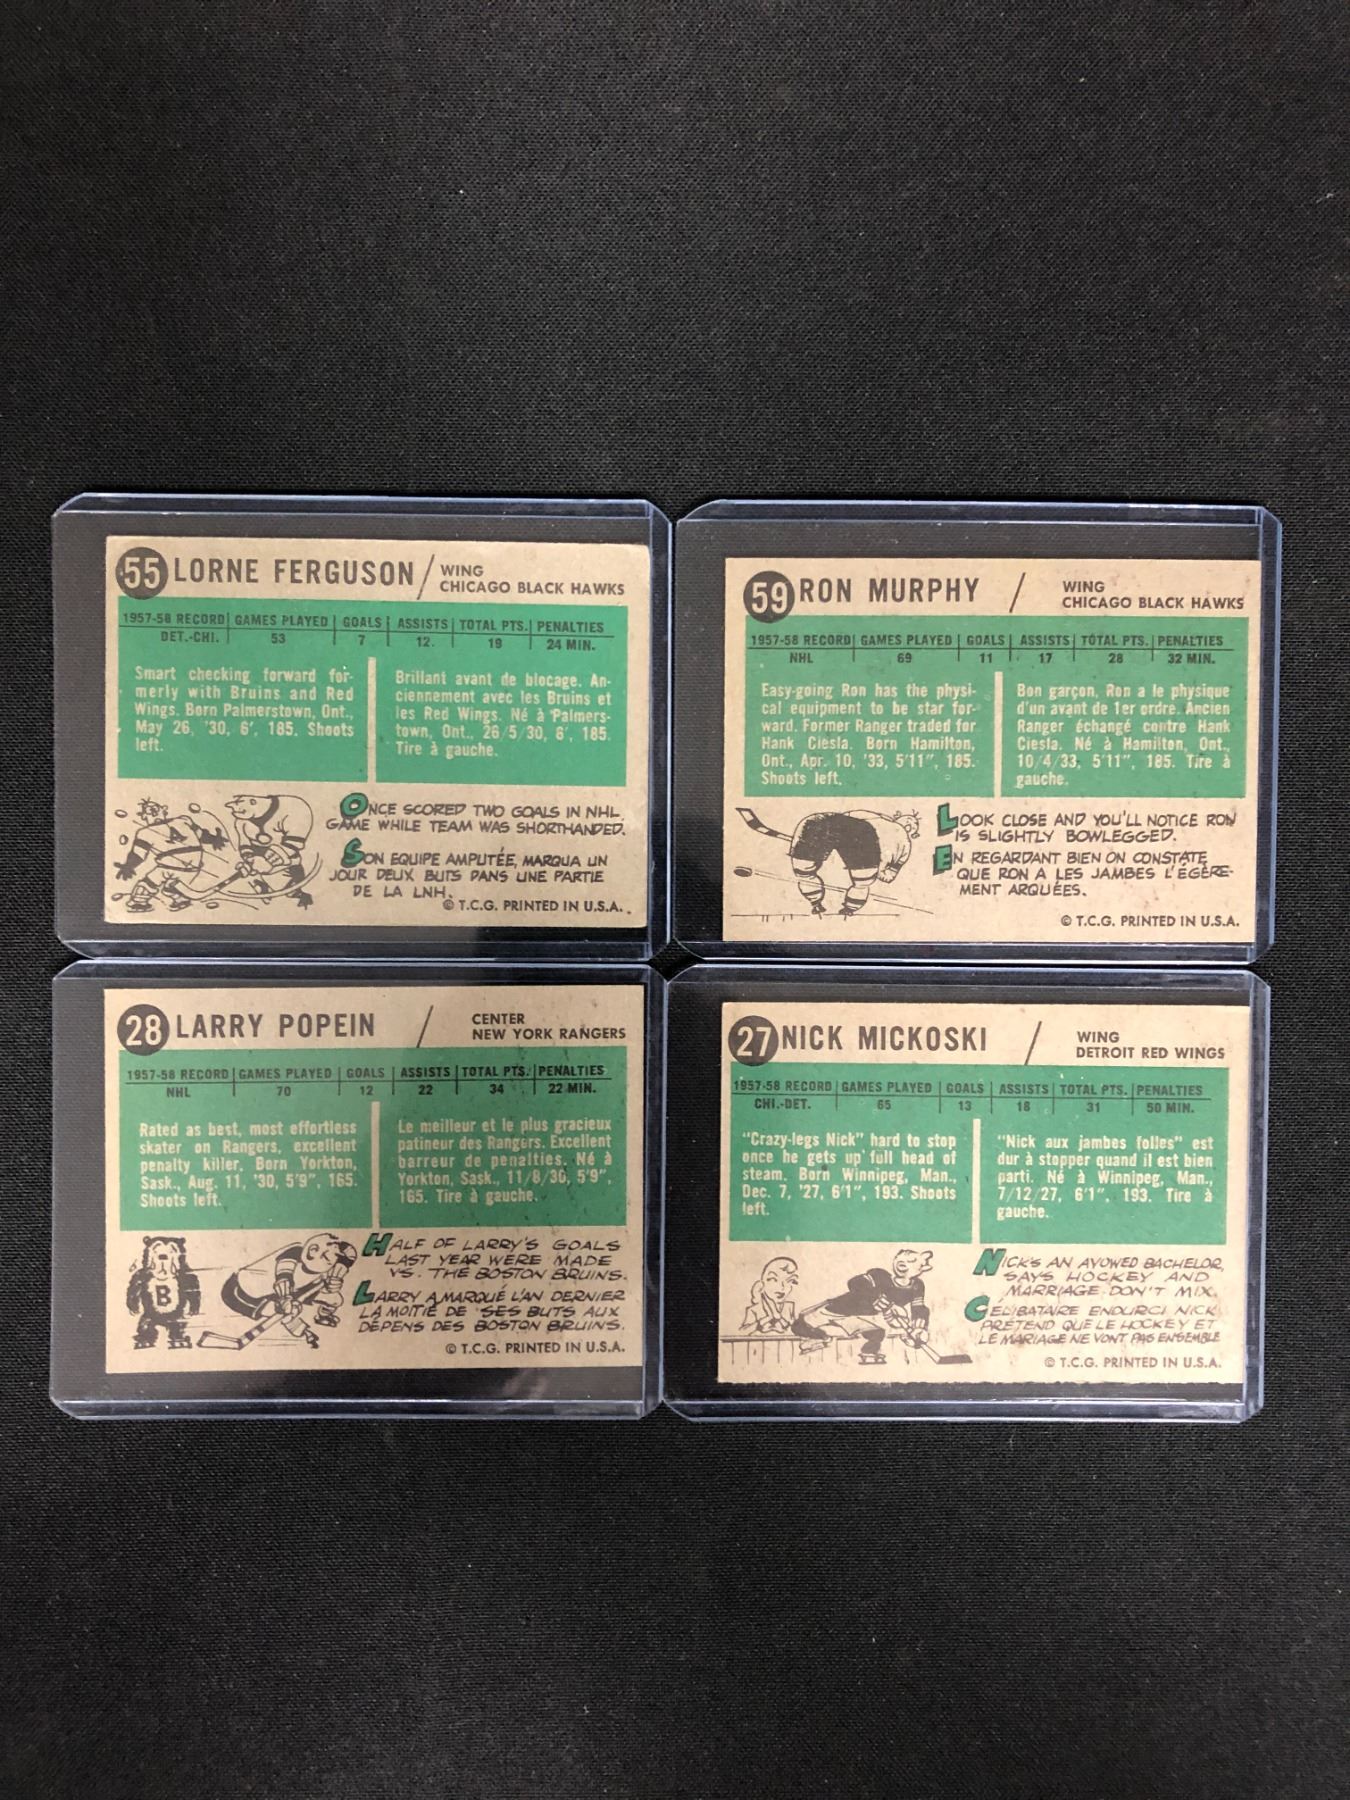 55 LORNE FERGUSON / WING
CHICAGO BLACK HAWKS
1957-58 RECORD GAMES PLAYED GOALS ASSISTS TOTAL PTS. PENALTIES
DET.-CHI. 53 7 12. 19 24 MIN.
Smart checking forward for-
merly with Bruins and Red
Wings. Born Palmerstown, Ont.,
May 26, '30, 6', 185. Shoots
left.
Brillant avant de blocage. An-
ciennement avec les Bruins et
les Red Wings. Né à Palmers-
town, Ont., 26/5/30, 6', 185.
Tire à gauche.
ONCE SCORED TWO GOALS IN NHL
GAME WHILE TEAM WAS SHORTHANDED.
SON EQUIPE AMPUTÉE, MARQUA UN
JOUR DEUX BUTS DANS UNE PARTIE
DE LA LNH.
© T.C.G. PRINTED IN U.S.A.
59 RON MURPHY / WING
CHICAGO BLACK HAWKS
1957-58 RECORD GAMES PLAYED GOALS ASSISTS TOTAL PTS. PENALTIES
NHL 69 11 17 28 32 MIN.
Easy-going Ron has the physi-
cal equipment to be star for-
ward. Former Ranger traded for
Hank Ciesla. Born Hamilton,
Ont., Apr. 10, '33, 5'11", 185.
Shoots left.
Bon garçon, Ron a le physique
d'un avant de 1er ordre. Ancien
Ranger échangé contre Hank
Ciesla. Né à Hamilton, Ont.,
10/4/33, 5'11", 185. Tire à
gauche.
LOOK CLOSE AND YOU'LL NOTICE RON
IS SLIGHTLY BOWLEGGED.
EN REGARDANT BIEN ON CONSTATE
QUE RON A LES JAMBES LÉGÈRE-
MENT ARQUÉES.
© T.C.G. PRINTED IN U.S.A.
28 LARRY POPEIN / CENTER
NEW YORK RANGERS
1957-58 RECORD GAMES PLAYED GOALS ASSISTS TOTAL PTS. PENALTIES
NHL 70 12 22 34 22 MIN.
Rated as best, most effortless
skater on Rangers, excellent
penalty killer. Born Yorkton,
Sask., Aug. 11, '30, 5'9", 165.
Shoots left.
Le meilleur et le plus gracieux
patineur des Rangers. Excellent
barreur de penalties. Né à
Yorkton, Sask., 11/8/30, 5'9",
165. Tire à gauche.
B
HALF OF LARRY'S GOALS
LAST YEAR WERE MADE
VS. THE BOSTON BRUINS.
LARRY A MARQUÉ L'AN DERNIER
LA MOITIÉ DE SES BUTS AUX
DÉPENS DES BOSTON BRUINS.
© T.C.G. PRINTED IN U.S.A.
27 NICK MICKOSKI / WING
DETROIT RED WINGS
1957-58 RECORD GAMES PLAYED GOALS ASSISTS TOTAL PTS. PENALTIES
CHI.-DET. 65 13 18 31 50 MIN.
"Crazy-legs Nick" hard to stop
once he gets up full head of
steam. Born Winnipeg, Man.,
Dec. 7, '27, 6'1", 193. Shoots
left.
"Nick aux jambes folles" est
dur à stopper quand il est bien
parti. Né à Winnipeg, Man.,
7/12/27, 6'1", 193. Tire à
gauche.
NICK'S AN AVOWED BACHELOR,
SAYS HOCKEY AND
MARRIAGE DON'T MIX.
CÉLIBATAIRE ENDURCI NICK
PRÉTEND QUE LE HOCKEY ET
LE MARIAGE NE VONT PAS ENSEMBLE
© T.C.G. PRINTED IN U.S.A.